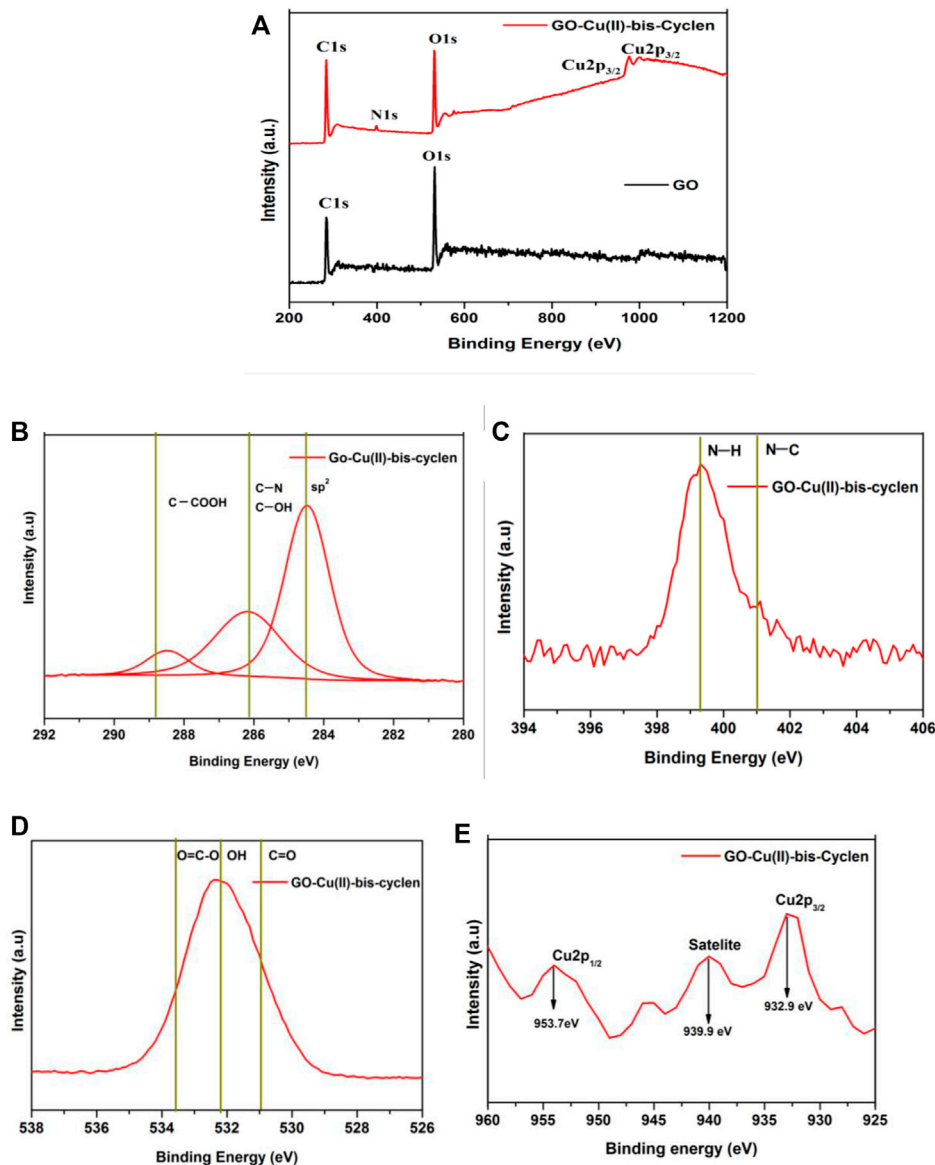 A
GO-Cu(II)-bis-Cyclen
C1s
O1s
Cu2p3/2
Cu2p3/2
N1s
O1s
GO
C1s
Intensity (a.u.)
200 400 600 800 1000 1200
Binding Energy (eV)
B
Go-Cu(II)-bis-cyclen
C-COOH
C-N
C-OH
sp2
Intensity (a.u)
292 290 288 286 284 282 280
Binding Energy (eV)
C
N-H
N-C
GO-Cu(II)-bis-cyclen
Intensity (a.u)
394 396 398 400 402 404 406
Binding Energy (eV)
D
O=C-O OH C=O
GO-Cu(II)-bis-cyclen
Intensity (a.u)
538 536 534 532 530 528 526
Binding Energy (eV)
E
GO-Cu(II)-bis-Cyclen
Cu2p3/2
Satelite
Cu2p1/2
953.7eV
939.9 eV
932.9 eV
Intensity (a.u)
960 955 950 945 940 935 930 925
Binding energy (eV)